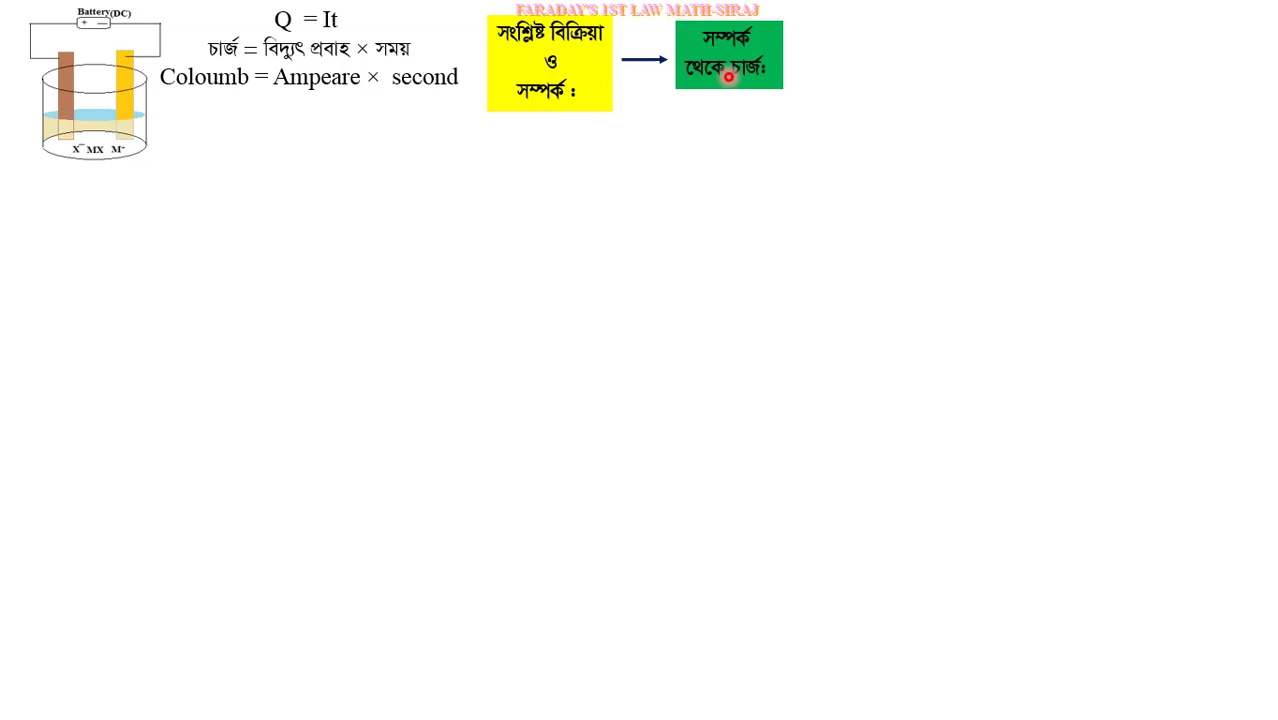 FARADAY'S 1ST LAW MATH-SIRAJ
Battery(DC)
+ −
X⁻ MX M⁺
Q = It
চার্জ = বিদ্যুৎ প্রবাহ × সময়
Coloumb = Ampeare × second
সংশ্লিষ্ট বিক্রিয়া
ও
সম্পর্ক :
সম্পর্ক
থেকে চার্জ: